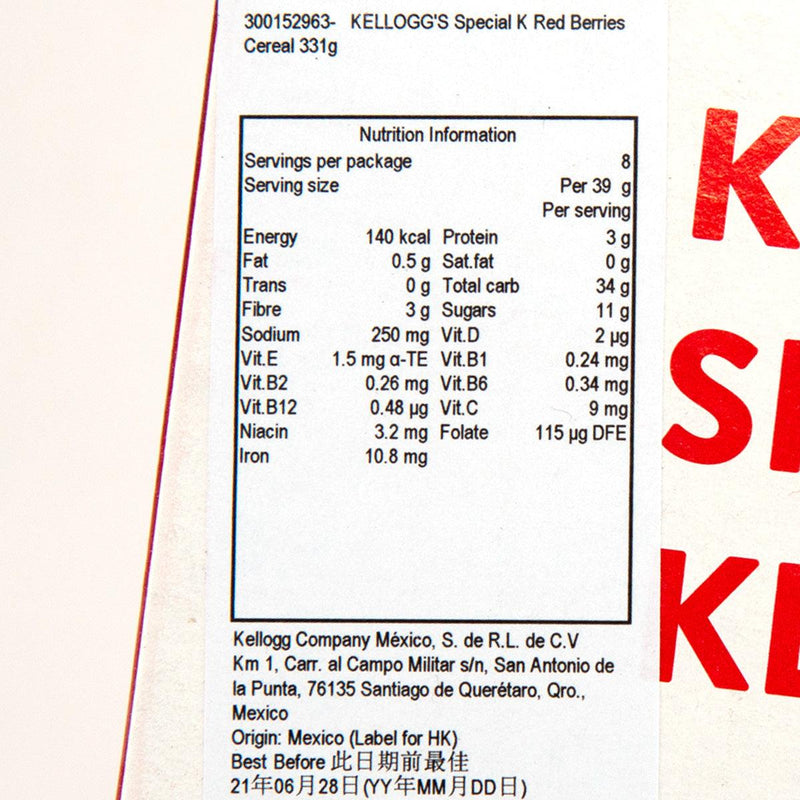 300152963- KELLOGG'S Special K Red Berries
Cereal 331g
Nutrition Information
Servings per package 8
Serving size Per 39 g
Per serving
Energy 140 kcal Protein 3 g
Fat 0.5 g Sat.fat 0 g
Trans 0 g Total carb 34 g
Fibre 3 g Sugars 11 g
Sodium 250 mg Vit.D 2 µg
Vit.E 1.5 mg α-TE Vit.B1 0.24 mg
Vit.B2 0.26 mg Vit.B6 0.34 mg
Vit.B12 0.48 µg Vit.C 9 mg
Niacin 3.2 mg Folate 115 µg DFE
Iron 10.8 mg
Kellogg Company México, S. de R.L. de C.V
Km 1, Carr. al Campo Militar s/n, San Antonio de
la Punta, 76135 Santiago de Querétaro, Qro.,
Mexico
Origin: Mexico (Label for HK)
Best Before 此日期前最佳
21年06月28日(YY年MM月DD日)